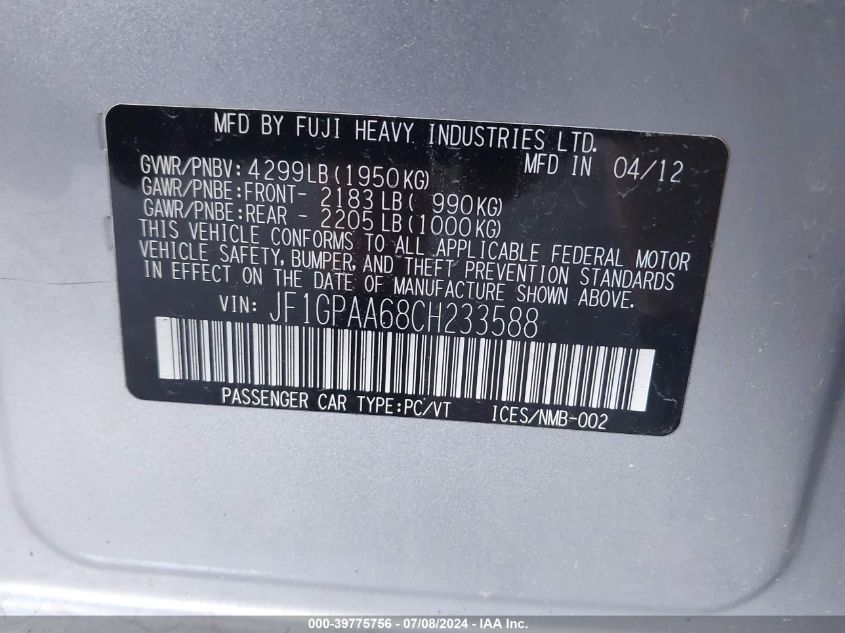 MFD BY FUJI HEAVY INDUSTRIES LTD.
MFD IN 04/12
GVWR/PNBV: 4299LB(1950KG)
GAWR/PNBE:FRONT- 2183LB( 990KG)
GAWR/PNBE:REAR - 2205LB(1000KG)
THIS VEHICLE CONFORMS TO ALL APPLICABLE FEDERAL MOTOR
VEHICLE SAFETY, BUMPER, AND THEFT PREVENTION STANDARDS
IN EFFECT ON THE DATE OF MANUFACTURE SHOWN ABOVE.
VIN: JF1GPAA68CH233588
PASSENGER CAR TYPE:PC/VT ICES/NMB-002
000-39775756 - 07/08/2024 - IAA Inc.